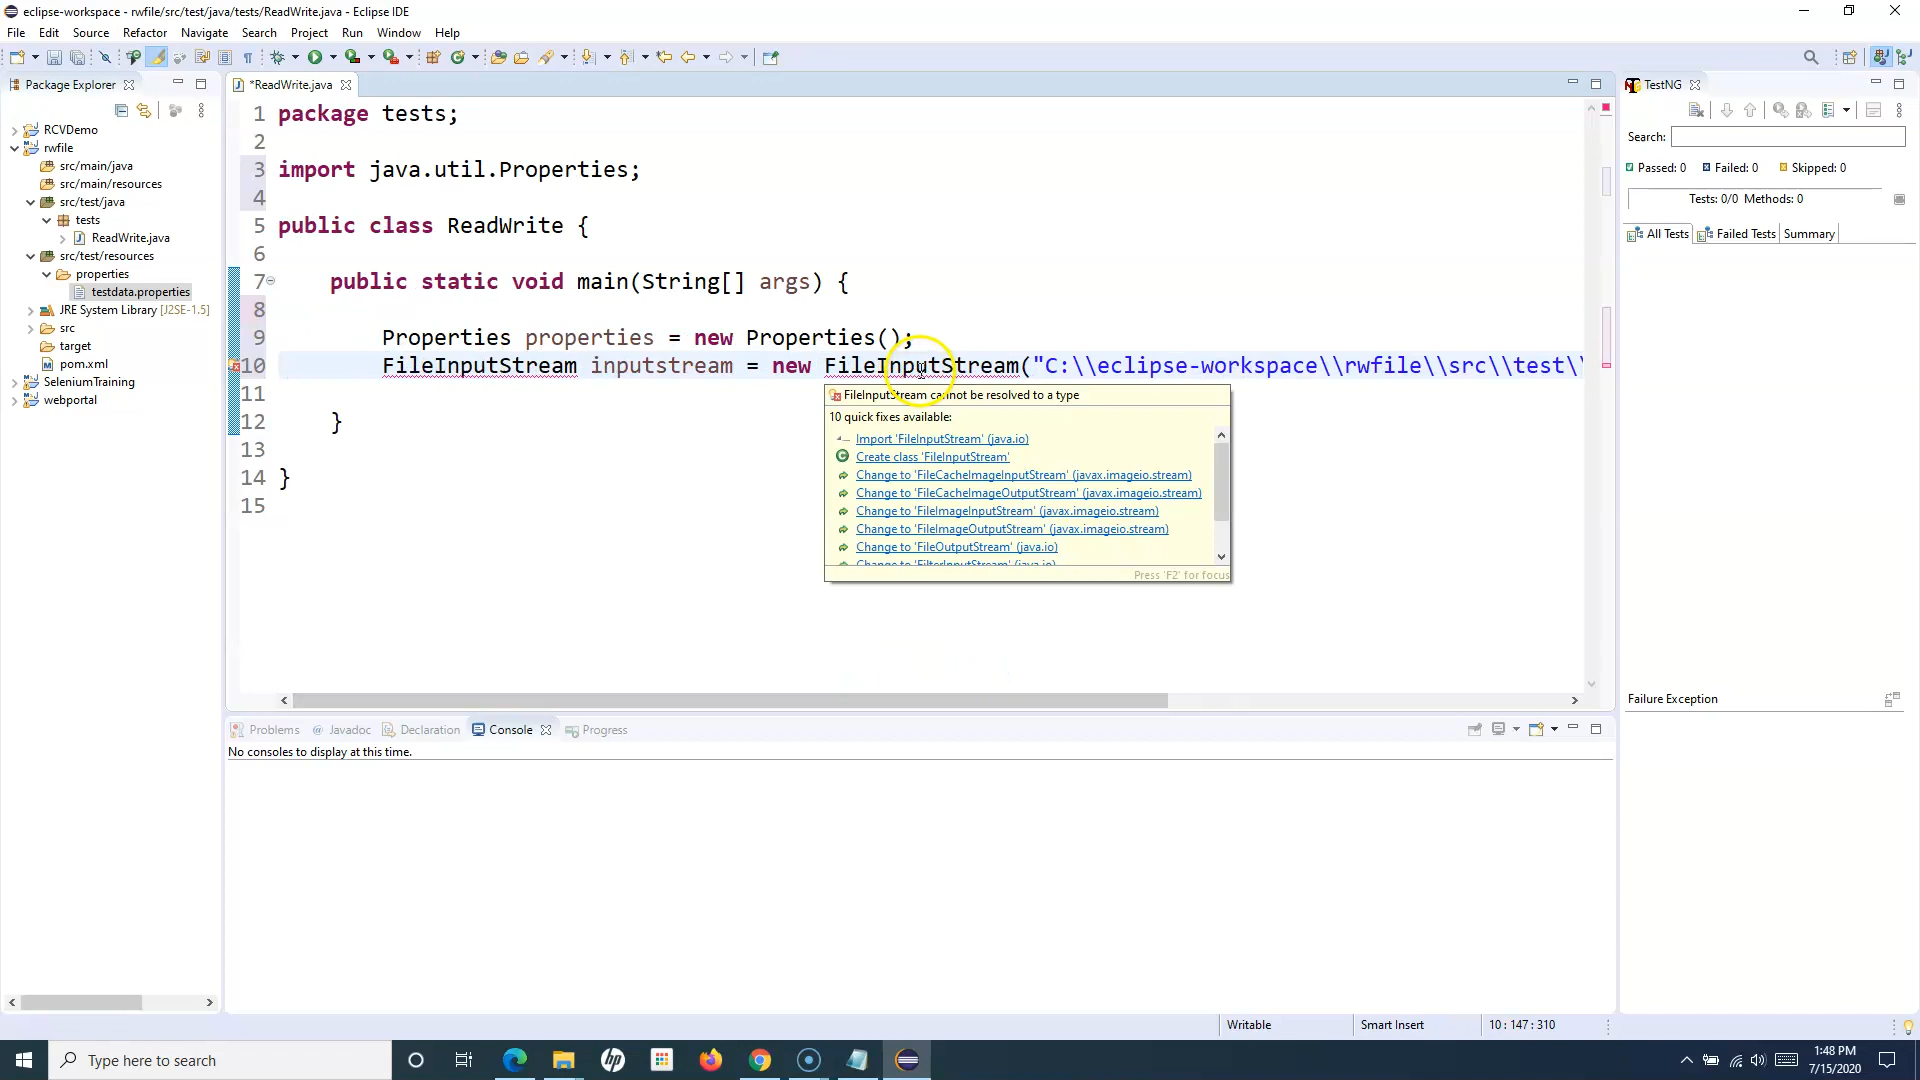 eclipse-workspace - rwfile/src/test/java/tests/ReadWrite.java - Eclipse IDE
File Edit Source Refactor Navigate Search Project Run Window Help
Package Explorer
RCVDemo
rwfile
src/main/java
src/main/resources
src/test/java
tests
ReadWrite.java
src/test/resources
properties
testdata.properties
JRE System Library [J2SE-1.5]
src
target
pom.xml
SeleniumTraining
webportal
*ReadWrite.java
1 package tests;
2
3 import java.util.Properties;
4
5 public class ReadWrite {
6
7 public static void main(String[] args) {
8
9 Properties properties = new Properties();
10 FileInputStream inputstream = new FileInputStream("C:\\eclipse-workspace\\rwfile\\src\\test\\
11
12 }
13
14 }
15
FileInputStream cannot be resolved to a type
10 quick fixes available:
Import 'FileInputStream' (java.io)
Create class 'FileInputStream'
Change to 'FileCacheImageInputStream' (javax.imageio.stream)
Change to 'FileCacheImageOutputStream' (javax.imageio.stream)
Change to 'FileImageInputStream' (javax.imageio.stream)
Change to 'FileImageOutputStream' (javax.imageio.stream)
Change to 'FileOutputStream' (java.io)
Change to 'FilterInputStream' (java.io)
Press 'F2' for focus
Problems @ Javadoc Declaration Console Progress
No consoles to display at this time.
TestNG
Search:
Passed: 0 Failed: 0 Skipped: 0
Tests: 0/0 Methods: 0
All Tests Failed Tests Summary
Failure Exception
Writable Smart Insert 10 : 147 : 310
Type here to search
hp
1:48 PM
7/15/2020